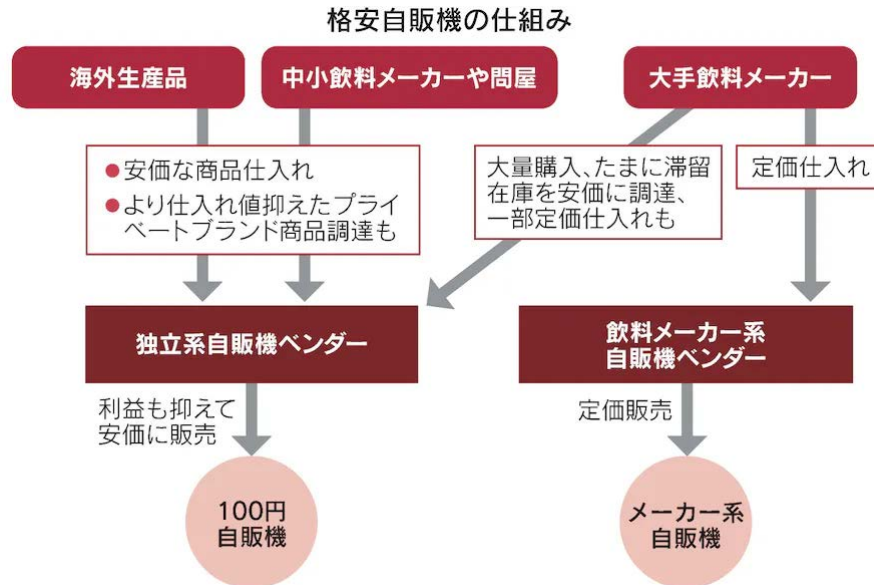 格安自販機の仕組み
海外生産品
中小飲料メーカーや問屋
大手飲料メーカー
●安価な商品仕入れ
●より仕入れ値抑えたプライ
ベートブランド商品調達も
大量購入、たまに滞留
在庫を安価に調達、
一部定価仕入れも
定価仕入れ
独立系自販機ベンダー
飲料メーカー系
自販機ベンダー
利益も抑えて
安価に販売
定価販売
100円
自販機
メーカー系
自販機